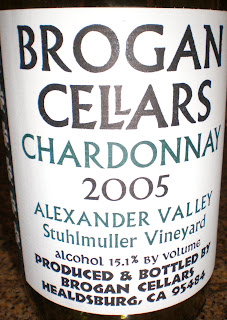 BROGAN
CELLARS
CHARDONNAY
2005
ALEXANDER VALLEY
Stuhlmuller Vineyard
alcohol 15.1% by volume
PRODUCED & BOTTLED BY
BROGAN CELLARS
HEALDSBURG, CA 95484